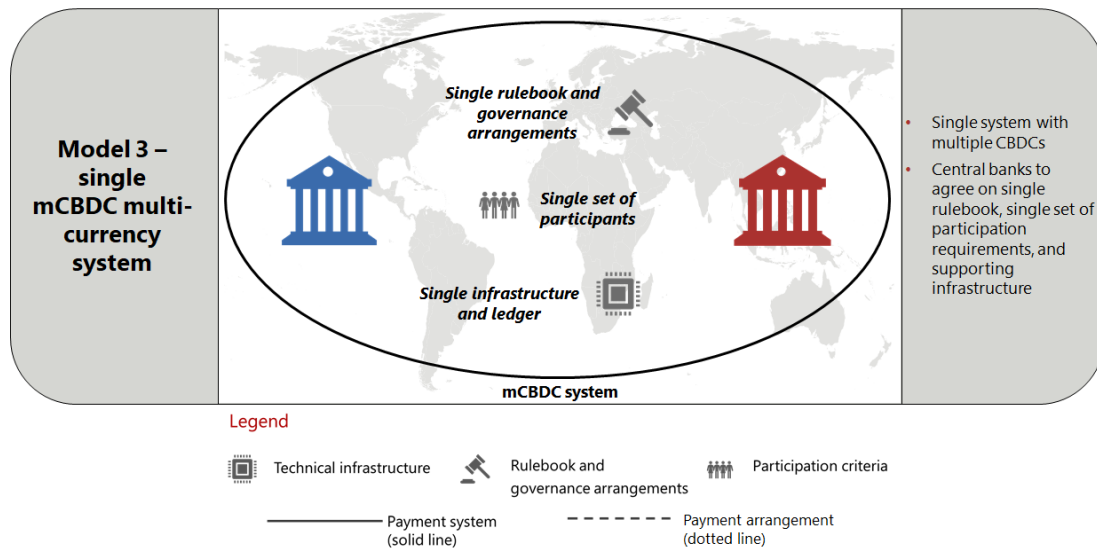 Model 3 –
single
mCBDC multi-
currency
system
Single rulebook and
governance
arrangements
Single set of
participants
Single infrastructure
and ledger
mCBDC system
• Single system with
multiple CBDCs
• Central banks to
agree on single
rulebook, single set of
participation
requirements, and
supporting
infrastructure
Legend
Technical infrastructure
Rulebook and
governance arrangements
Participation criteria
Payment system
(solid line)
Payment arrangement
(dotted line)